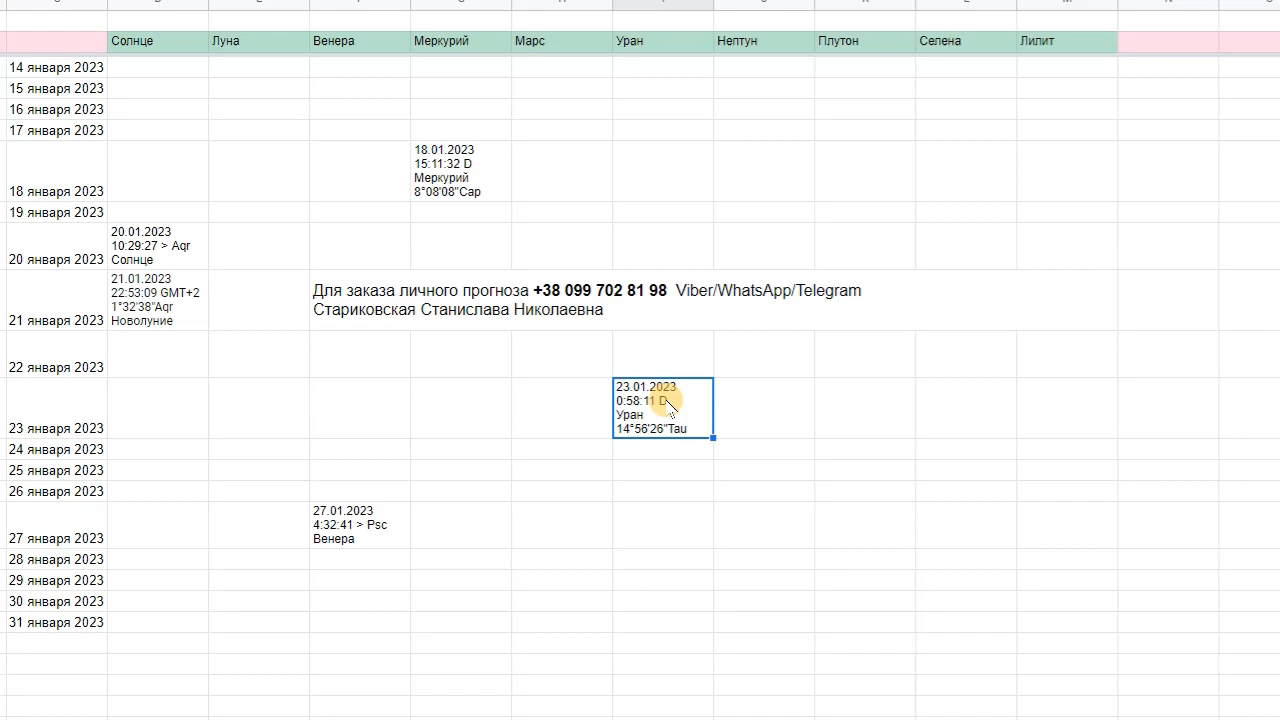 Солнце Луна Венера Меркурий Марс Уран Нептун Плутон Селена Лилит
14 января 2023
15 января 2023
16 января 2023
17 января 2023
18.01.2023
15:11:32 D
Меркурий
8°08'08"Cap
18 января 2023
19 января 2023
20.01.2023
10:29:27 > Aqr
Солнце
20 января 2023
21.01.2023
22:53:09 GMT+2
1°32'38"Aqr
Новолуние
21 января 2023
Для заказа личного прогноза +38 099 702 81 98 Viber/WhatsApp/Telegram
Стариковская Станислава Николаевна
22 января 2023
23.01.2023
0:58:11 D
Уран
14°56'26"Tau
23 января 2023
24 января 2023
25 января 2023
26 января 2023
27.01.2023
4:32:41 > Psc
Венера
27 января 2023
28 января 2023
29 января 2023
30 января 2023
31 января 2023